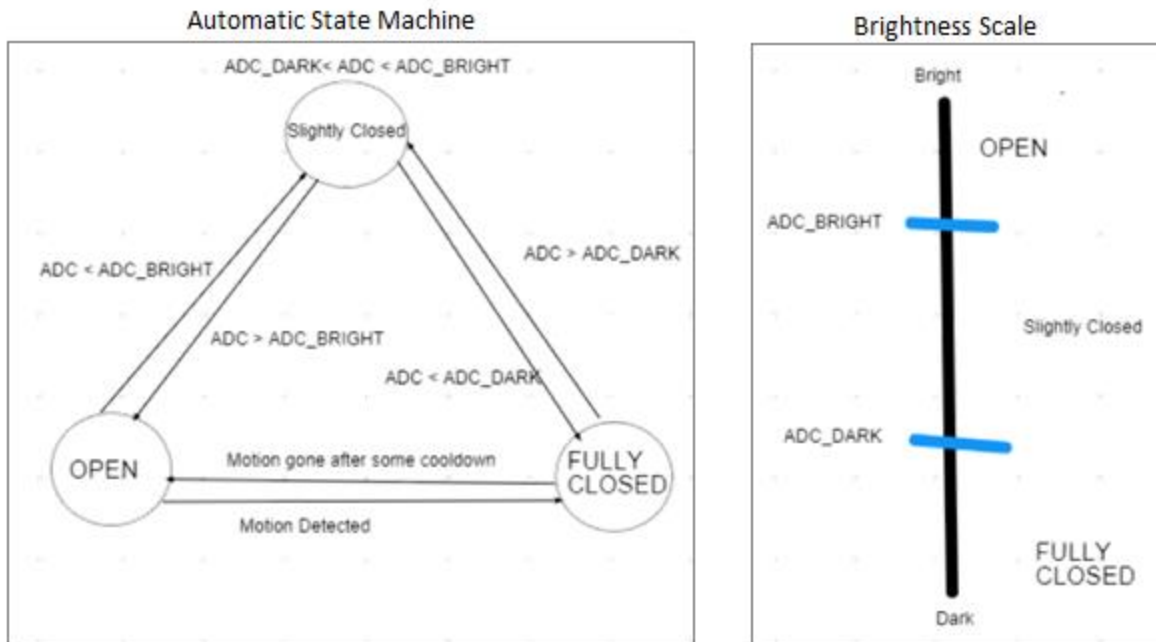 Automatic State Machine
ADC_DARK< ADC < ADC_BRIGHT
Slightly Closed
ADC < ADC_BRIGHT
ADC > ADC_DARK
ADC > ADC_BRIGHT
ADC < ADC_DARK
OPEN
Motion gone after some cooldown
FULLY
CLOSED
Motion Detected
Brightness Scale
Bright
OPEN
ADC_BRIGHT
Slightly Closed
ADC_DARK
FULLY
CLOSED
Dark